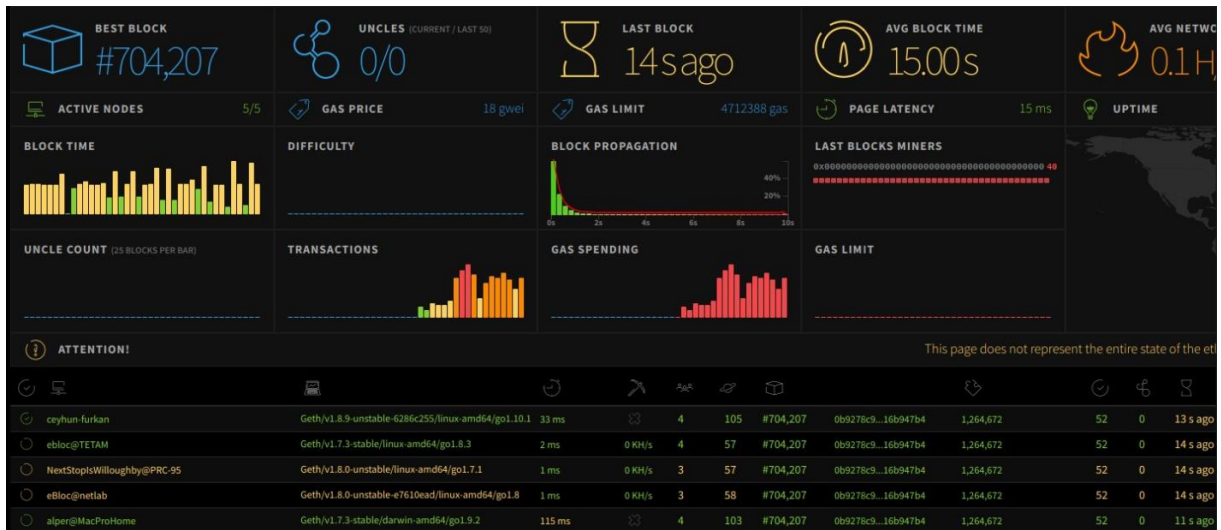 BEST BLOCK
#704,207
UNCLES (CURRENT / LAST 50)
0/0
LAST BLOCK
14 s ago
AVG BLOCK TIME
15.00 s
AVG NETWC
0.1 H/
ACTIVE NODES 5/5
GAS PRICE 18 gwei
GAS LIMIT 4712388 gas
PAGE LATENCY 15 ms
UPTIME
BLOCK TIME
DIFFICULTY
BLOCK PROPAGATION
40%
20%
0s 2s 4s 6s 8s 10s
LAST BLOCKS MINERS
0x0000000000000000000000000000000000000000 40
UNCLE COUNT (25 BLOCKS PER BAR)
TRANSACTIONS
GAS SPENDING
GAS LIMIT
ATTENTION! This page does not represent the entire state of the et
ceyhun-furkan Geth/v1.8.9-unstable-6286c255/linux-amd64/go1.10.1 33 ms 4 105 #704,207 0b9278c9...16b947b4 1,264,672 52 0 13 s ago
ebloc@TETAM Geth/v1.7.3-stable/linux-amd64/go1.8.3 2 ms 0 KH/s 4 57 #704,207 0b9278c9...16b947b4 1,264,672 52 0 14 s ago
NextStopIsWilloughby@PRC-95 Geth/v1.8.0-unstable/linux-amd64/go1.7.1 1 ms 0 KH/s 3 57 #704,207 0b9278c9...16b947b4 1,264,672 52 0 14 s ago
eBloc@netlab Geth/v1.8.0-unstable-e7610ead/linux-amd64/go1.8 1 ms 0 KH/s 3 58 #704,207 0b9278c9...16b947b4 1,264,672 52 0 14 s ago
alper@MacProHome Geth/v1.7.3-stable/darwin-amd64/go1.9.2 115 ms 4 103 #704,207 0b9278c9...16b947b4 1,264,672 52 0 11 s ago